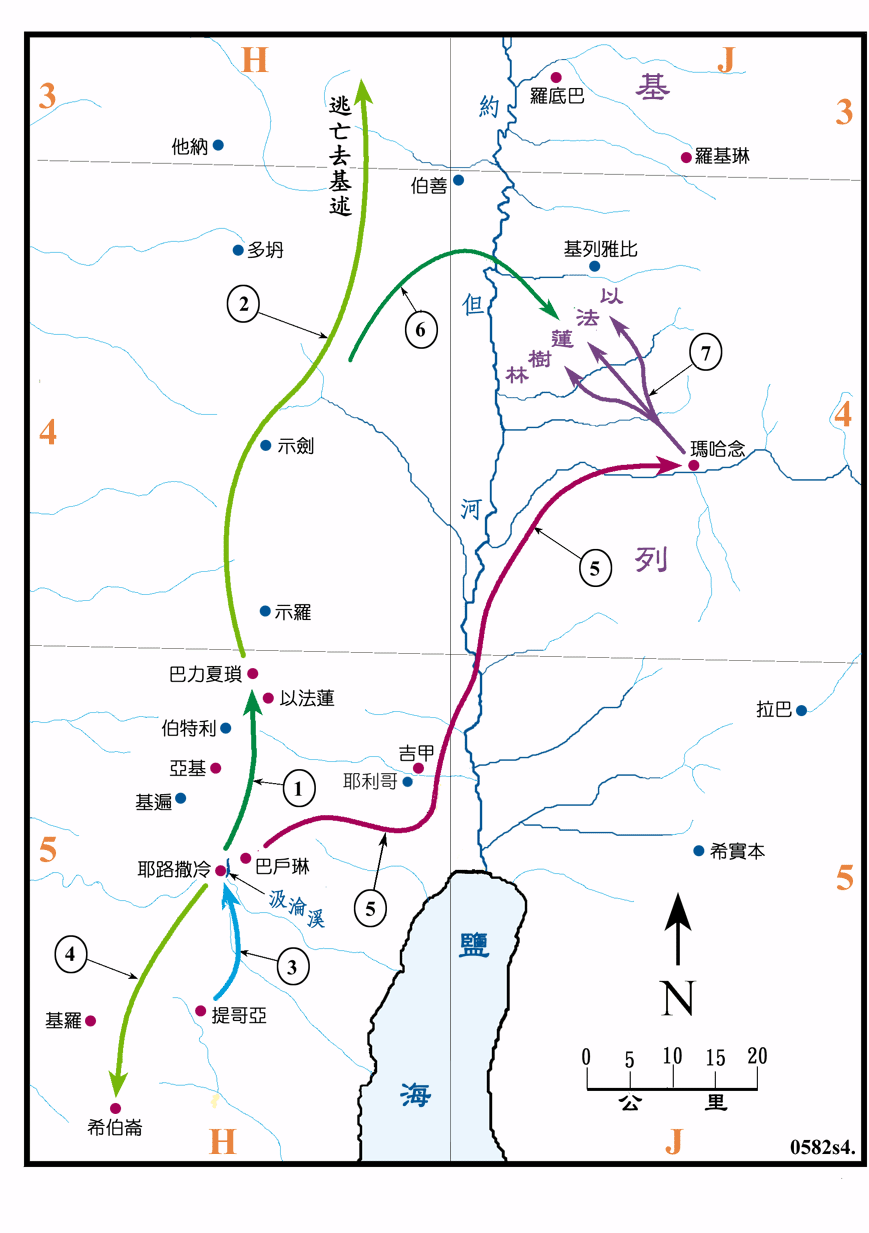 H
J
3
3
羅底巴
基
約
逃亡去基述
他納
羅基琳
伯善
多坍
基列雅比
2
但
以法蓮樹林
6
7
4
4
示劍
瑪哈念
河
列
5
示羅
巴力夏瑣
以法蓮
拉巴
伯特利
吉甲
亞基
耶利哥
1
基遍
5
5
耶路撒冷
巴戶琳
希實本
汲淪溪
5
鹽
4
3
提哥亞
基羅
N
0 5 10 15 20
公里
海
希伯崙
H
J
0582s4.